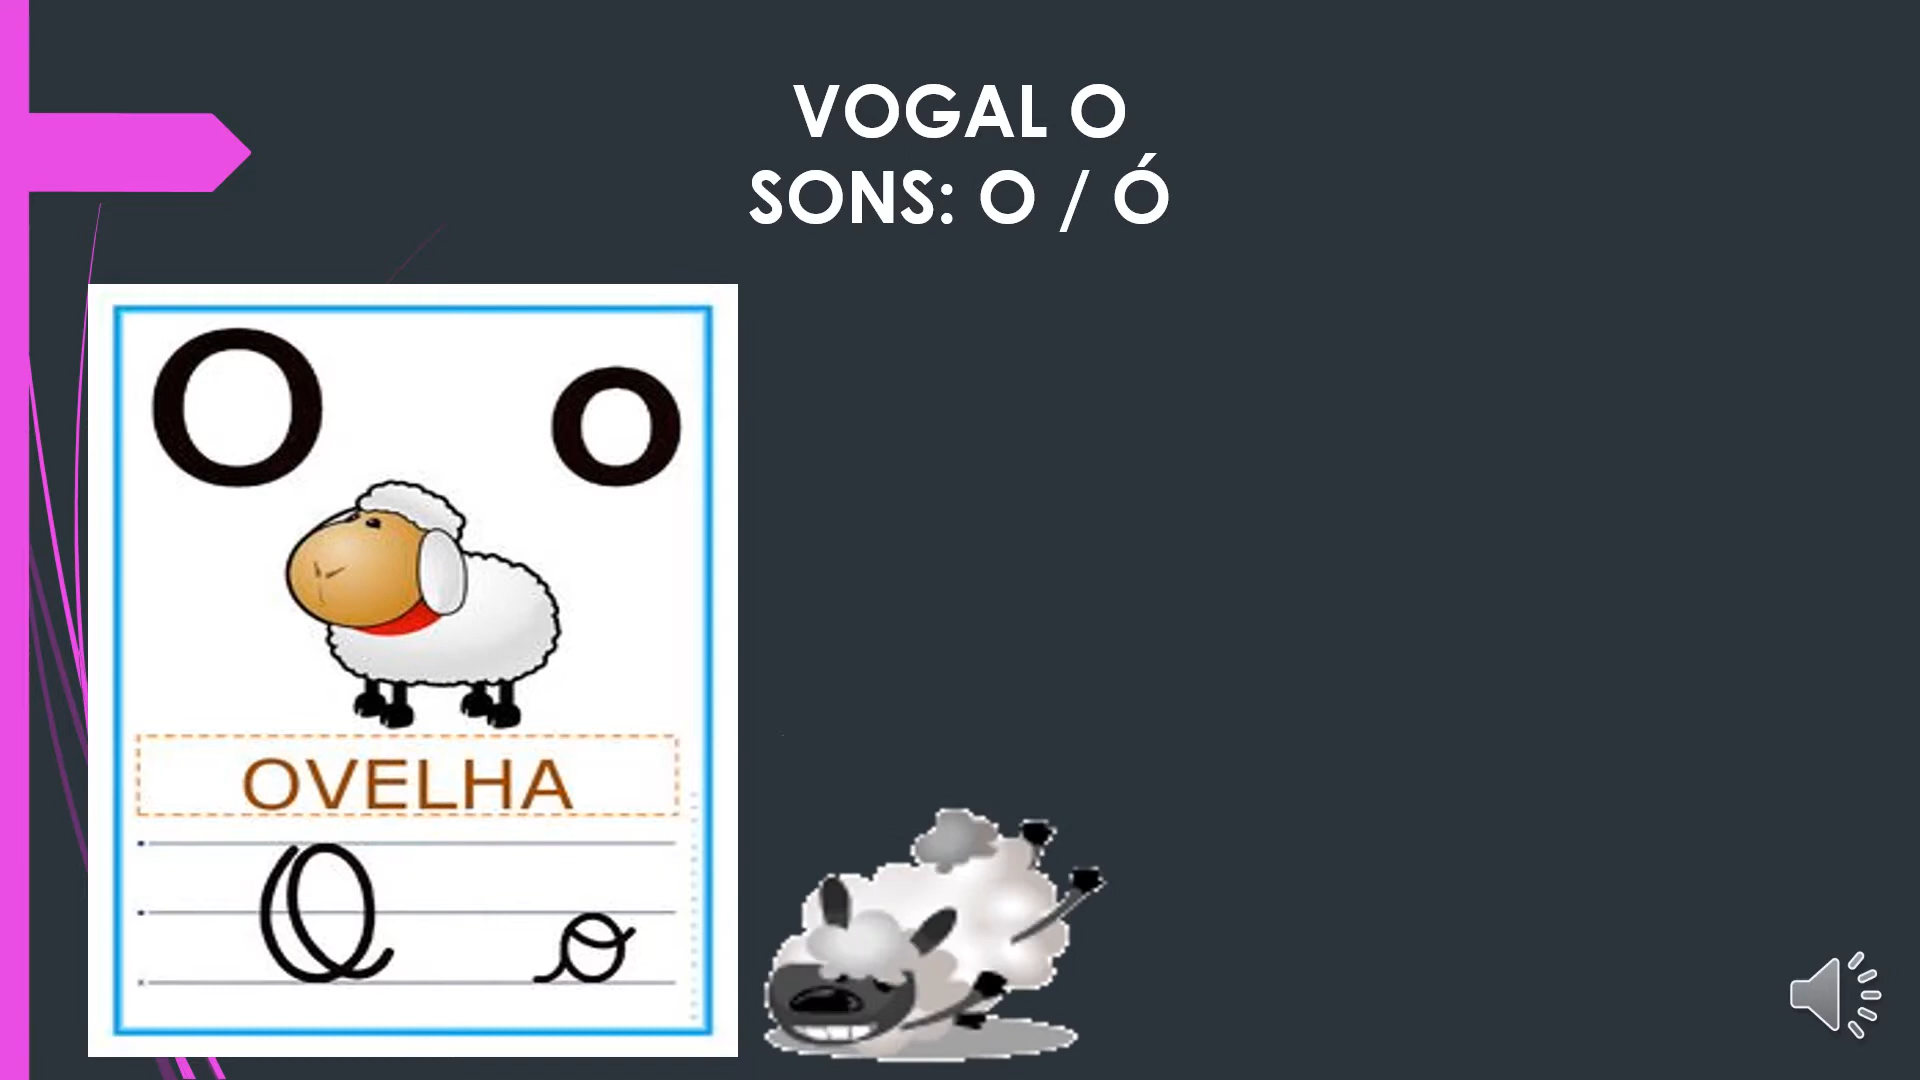 VOGAL O
SONS: O / Ó
O o
OVELHA
O o